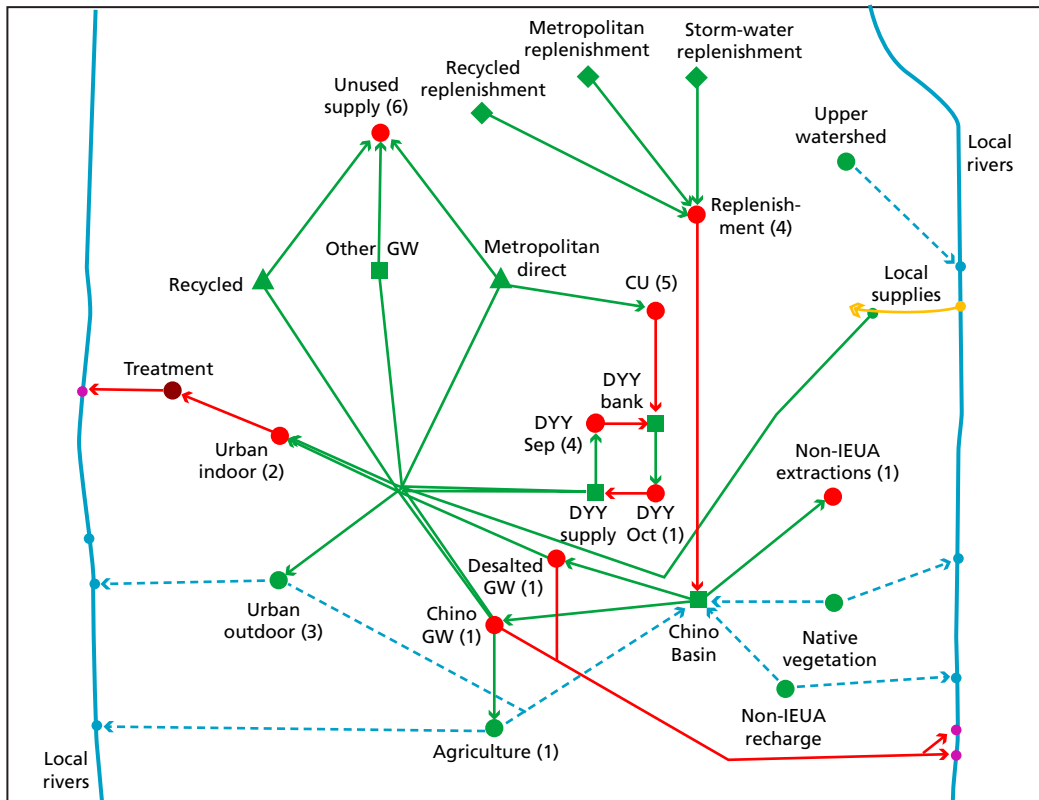 Metropolitan
replenishment
Storm-water
replenishment
Recycled
replenishment
Unused
supply (6)
Upper
watershed
Local
rivers
Replenish-
ment (4)
Other GW
Metropolitan
direct
Recycled
CU (5)
Local
supplies
Treatment
DYY
bank
DYY
Sep (4)
Urban
indoor (2)
Non-IEUA
extractions (1)
DYY
supply
DYY
Oct (1)
Desalted
GW (1)
Urban
outdoor (3)
Chino
GW (1)
Chino
Basin
Native
vegetation
Non-IEUA
recharge
Agriculture (1)
Local
rivers